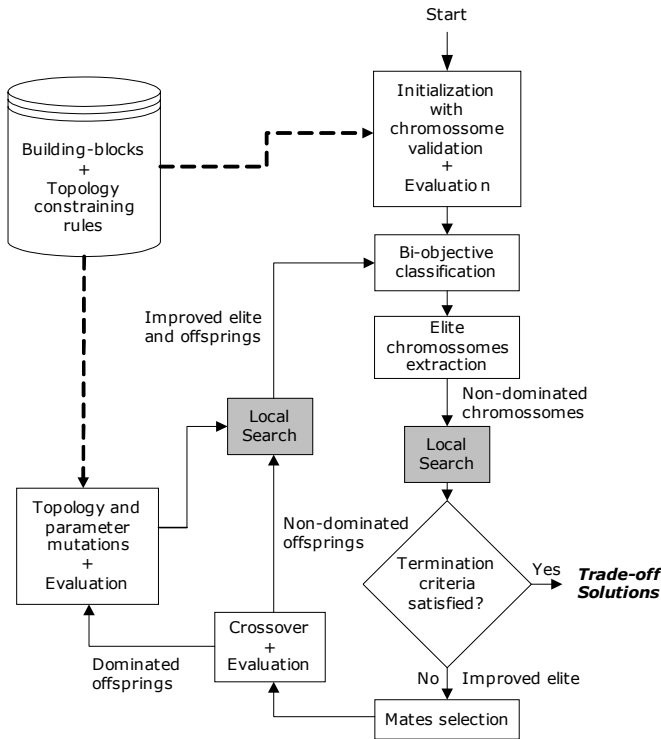 Start
Initialization
with
chromossome
validation
+
Evaluation
Building-blocks
+
Topology
constraining
rules
Bi-objective
classification
Improved elite
and offsprings
Elite
chromossomes
extraction
Non-dominated
chromossomes
Local
Search
Local
Search
Topology and
parameter
mutations
+
Evaluation
Non-dominated
offsprings
Termination
criteria
satisfied?
Yes
Trade-off
Solutions
Crossover
+
Evaluation
Dominated
offsprings
No
Improved elite
Mates selection